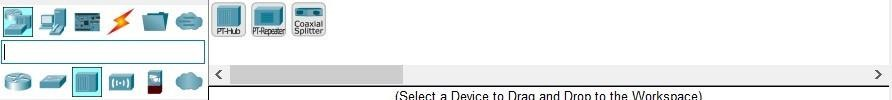 PT-Hub
PT-Repeater
Coaxial
Splitter
(Select a Device to Drag and Drop to the Workspace)